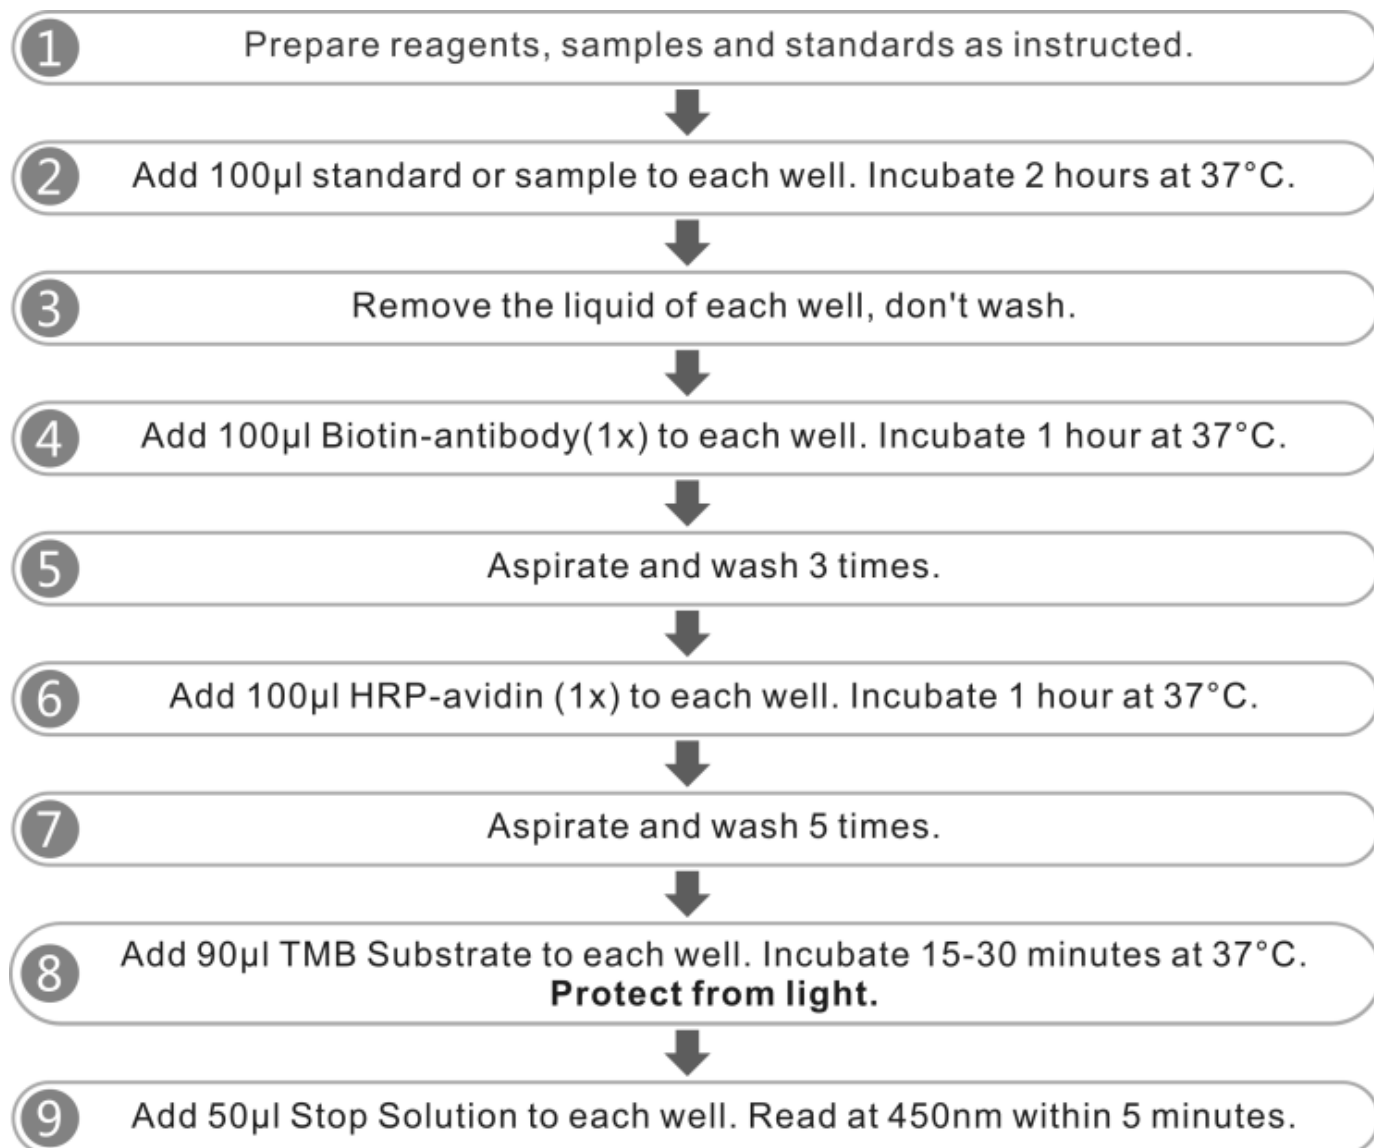 1 Prepare reagents, samples and standards as instructed.
2 Add 100μl standard or sample to each well. Incubate 2 hours at 37°C.
3 Remove the liquid of each well, don't wash.
4 Add 100μl Biotin-antibody(1x) to each well. Incubate 1 hour at 37°C.
5 Aspirate and wash 3 times.
6 Add 100μl HRP-avidin (1x) to each well. Incubate 1 hour at 37°C.
7 Aspirate and wash 5 times.
8 Add 90μl TMB Substrate to each well. Incubate 15-30 minutes at 37°C.
Protect from light.
9 Add 50μl Stop Solution to each well. Read at 450nm within 5 minutes.